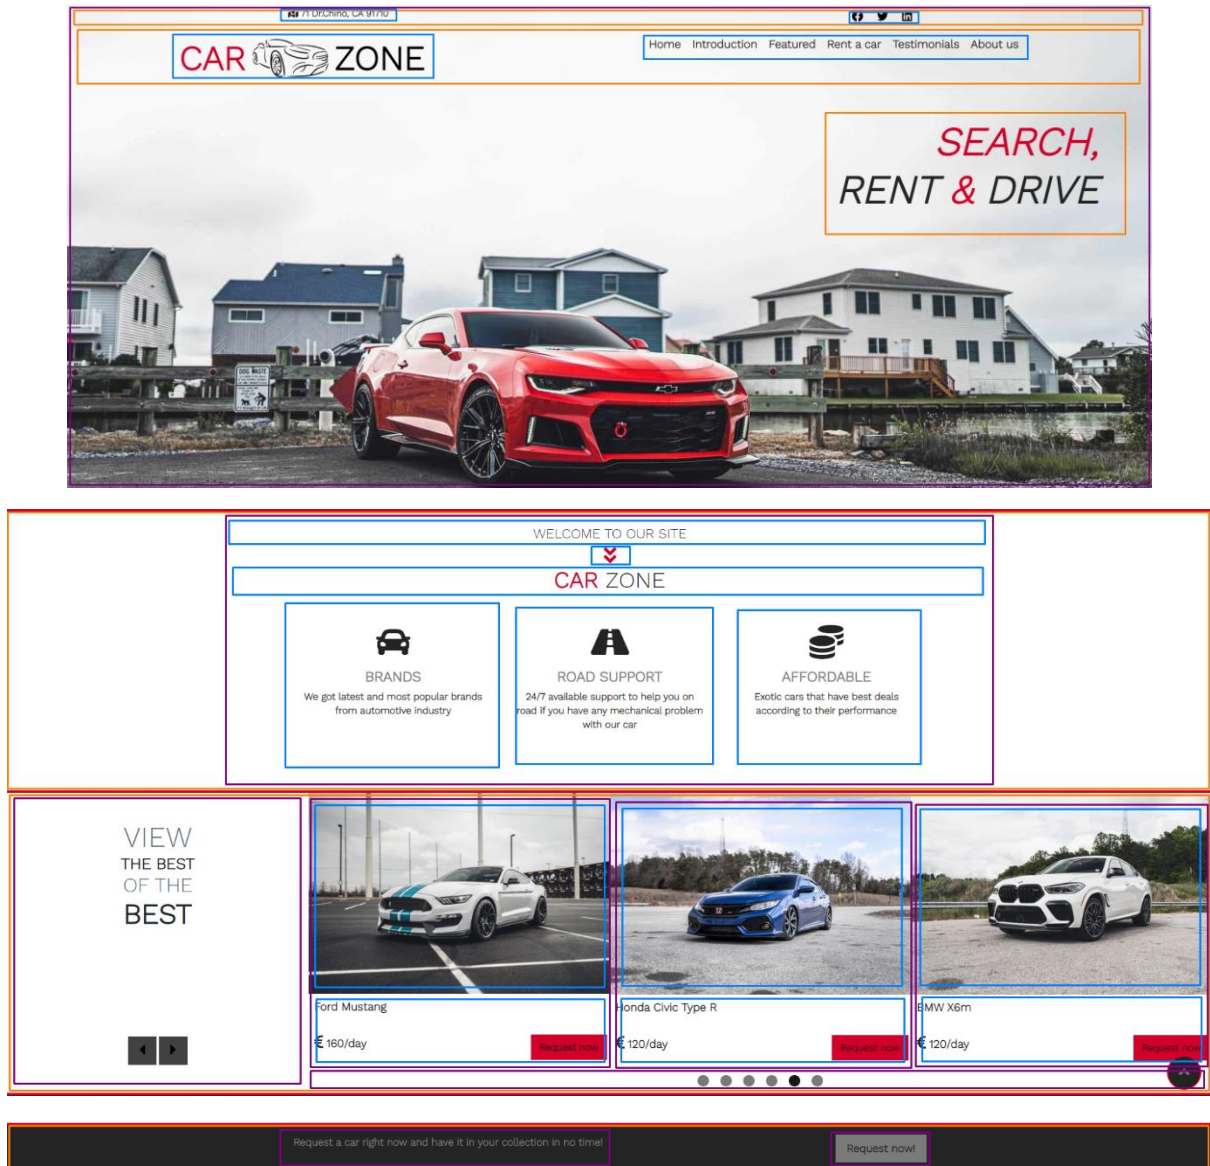 71 Dr.Chino, CA 91710
CAR ZONE
Home Introduction Featured Rent a car Testimonials About us
SEARCH,
RENT & DRIVE
DOG WASTE
WELCOME TO OUR SITE
CAR ZONE
BRANDS
We got latest and most popular brands
from automotive industry
ROAD SUPPORT
24/7 available support to help you on
road if you have any mechanical problem
with our car
AFFORDABLE
Exotic cars that have best deals
according to their performance
VIEW
THE BEST
OF THE
BEST
Ford Mustang
€ 160/day
Request now
Honda Civic Type R
€ 120/day
Request now
BMW X6m
€ 120/day
Request now
Request a car right now and have it in your collection in no time!
Request now!